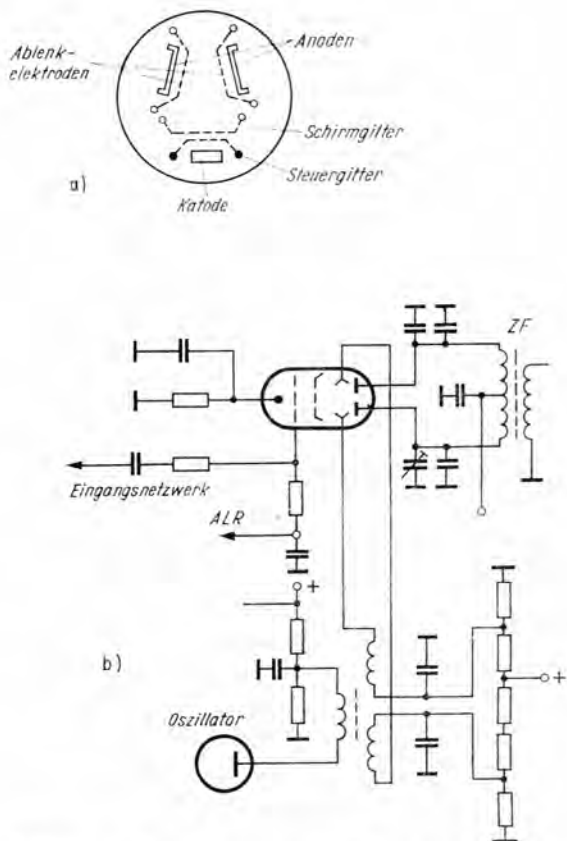 Ablenk-
elektroden
Anoden
Schirmgitter
Steuergitter
Katode
a)
ZF
Eingangsnetzwerk
ALR
+
b)
+
Oszillator